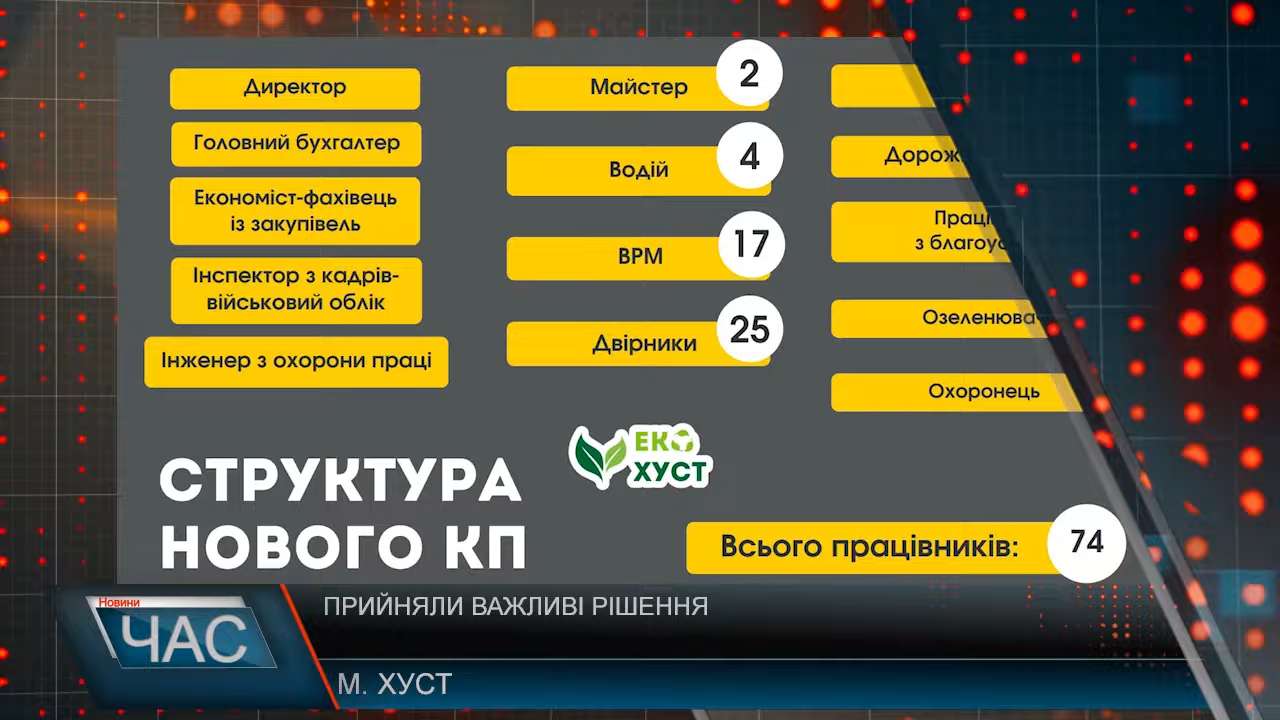 Директор
Головний бухгалтер
Економіст-фахівець
із закупівель
Інспектор з кадрів-
військовий облік
Інженер з охорони праці
Майстер 2
Водій 4
ВРМ 17
Двірники 25
Охоронець
ЕКО
ХУСТ
СТРУКТУРА
НОВОГО КП
Всього працівників: 74
Новини
ЧАС
ПРИЙНЯЛИ ВАЖЛИВІ РІШЕННЯ
М. ХУСТ